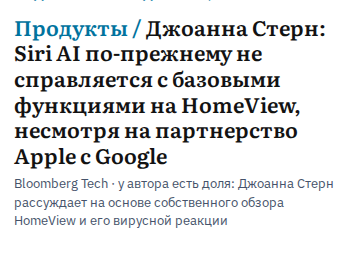 Продукты / Джоанна Стерн:
Siri AI по-прежнему не
справляется с базовыми
функциями на HomeView,
несмотря на партнерство
Apple с Google
Bloomberg Tech · у автора есть доля: Джоанна Стерн
рассуждает на основе собственного обзора
HomeView и его вирусной реакции